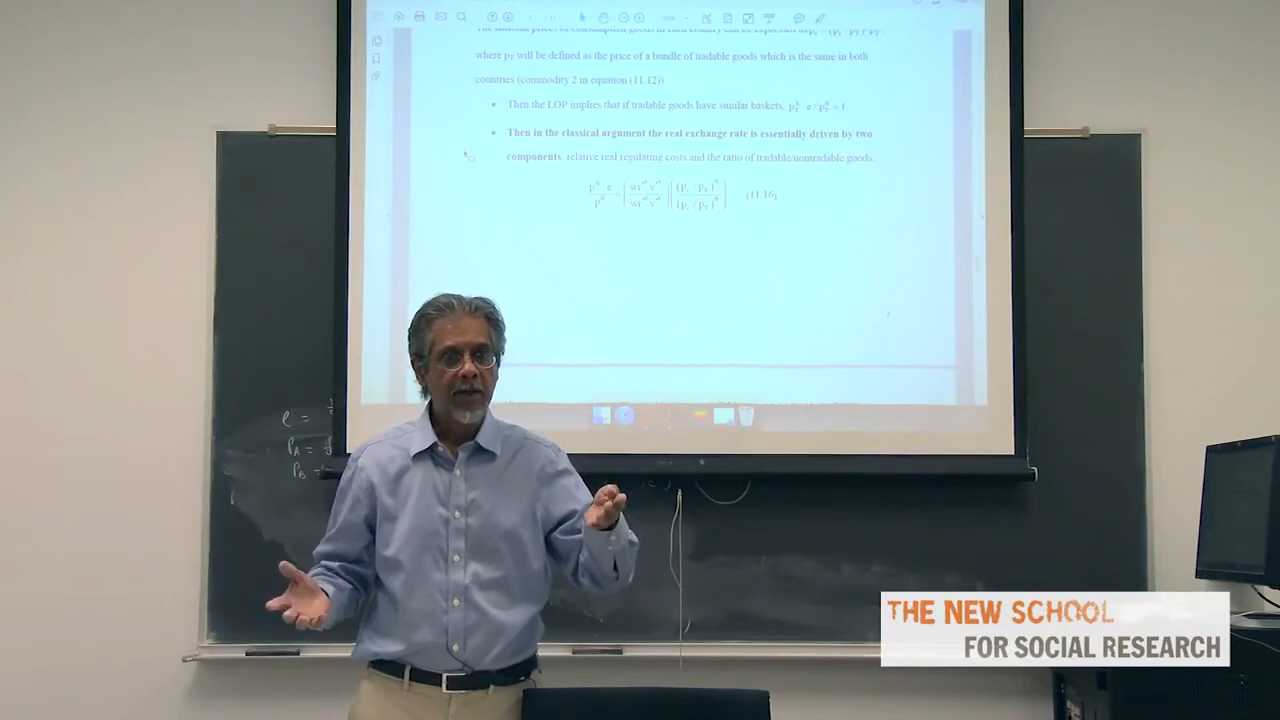 where pT will be defined as the price of a bundle of tradable goods which is the same in both
countries (commodity 2 in equation (11.12)).
• Then the LOP implies that if tradable goods have similar baskets,
• Then in the classical argument the real exchange rate is essentially driven by two
components: relative real regulating costs and the ratio of tradable/nontradable goods.
(11.16)
7
e =
PA =
PB
THE NEW SCHOOL
FOR SOCIAL RESEARCH